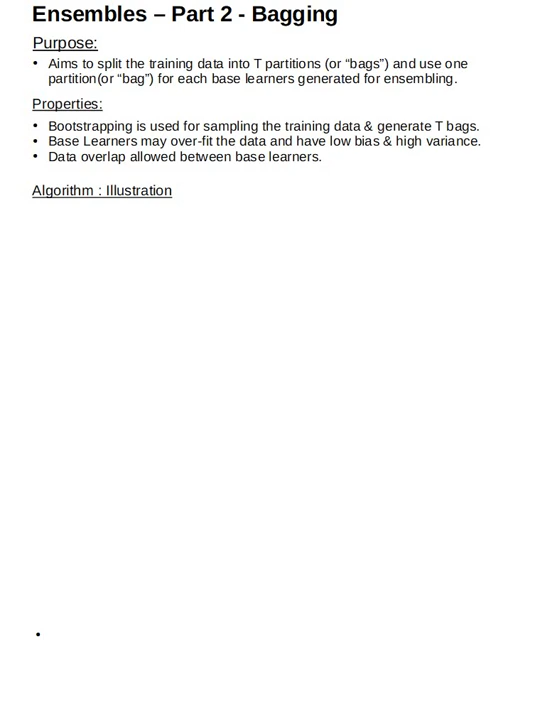 Ensembles – Part 2 - Bagging
Purpose:
• Aims to split the training data into T partitions (or “bags”) and use one
partition(or “bag”) for each base learners generated for ensembling.
Properties:
• Bootstrapping is used for sampling the training data & generate T bags.
• Base Learners may over-fit the data and have low bias & high variance.
• Data overlap allowed between base learners.
Algorithm : Illustration
•